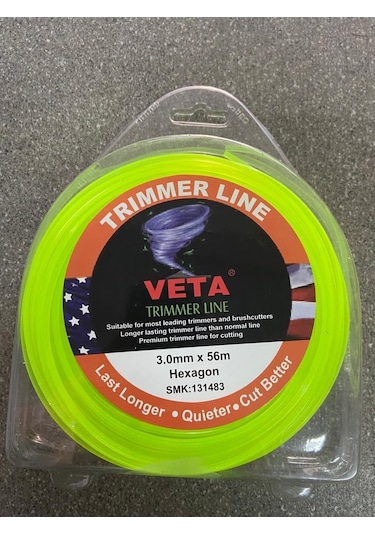 TRIMMER LINE
VETA®
TRIMMER LINE
Suitable for most leading trimmers and brushcutters
Longer lasting trimmer line than normal line
Premium trimmer line for cutting
3.0mm x 56m
Hexagon
SMK:131483
Last Longer • Quieter • Cut Better